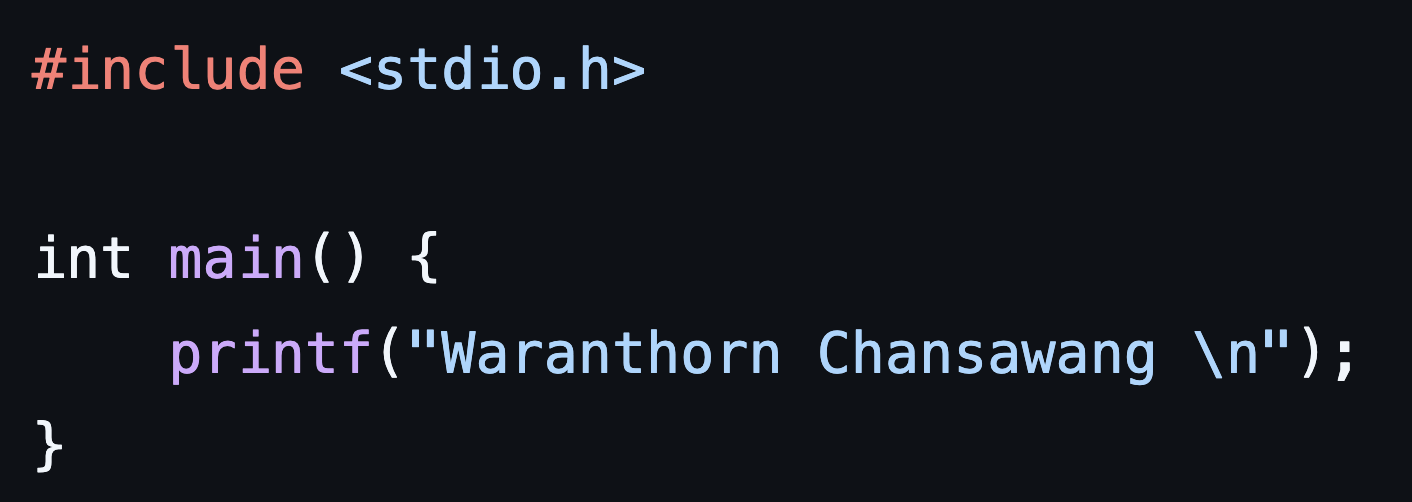 #include <stdio.h>
int main() {
    printf("Waranthorn Chansawang \n");
}